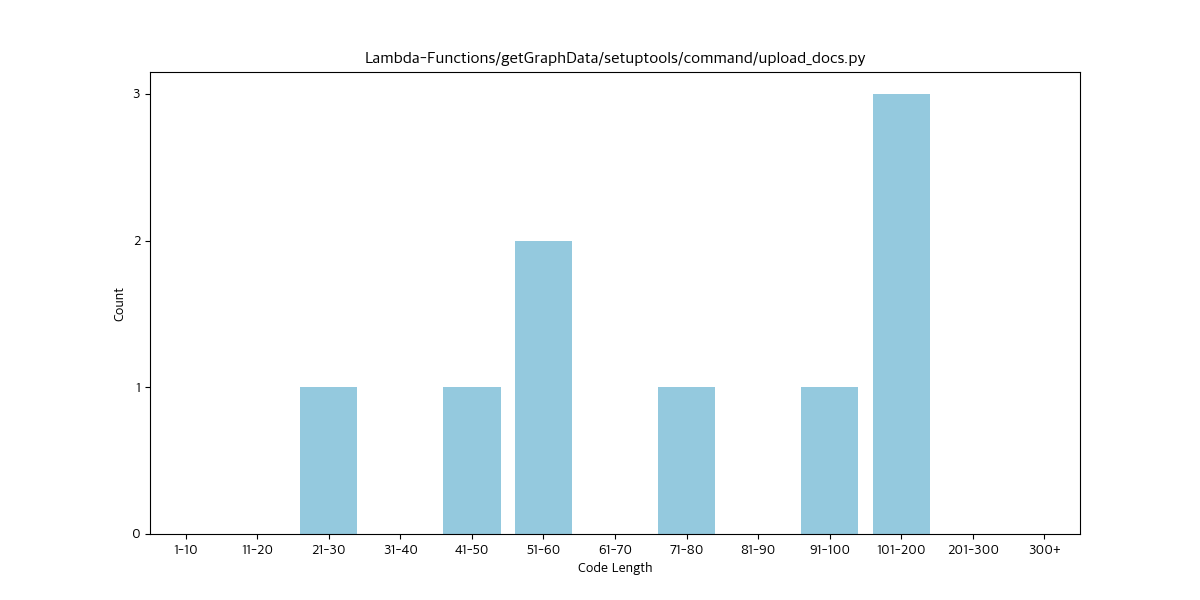 Lambda-Functions/getGraphData/setuptools/command/upload_docs.py
3
2
1
0
Count
1-10 11-20 21-30 31-40 41-50 51-60 61-70 71-80 81-90 91-100 101-200 201-300 300+
Code Length